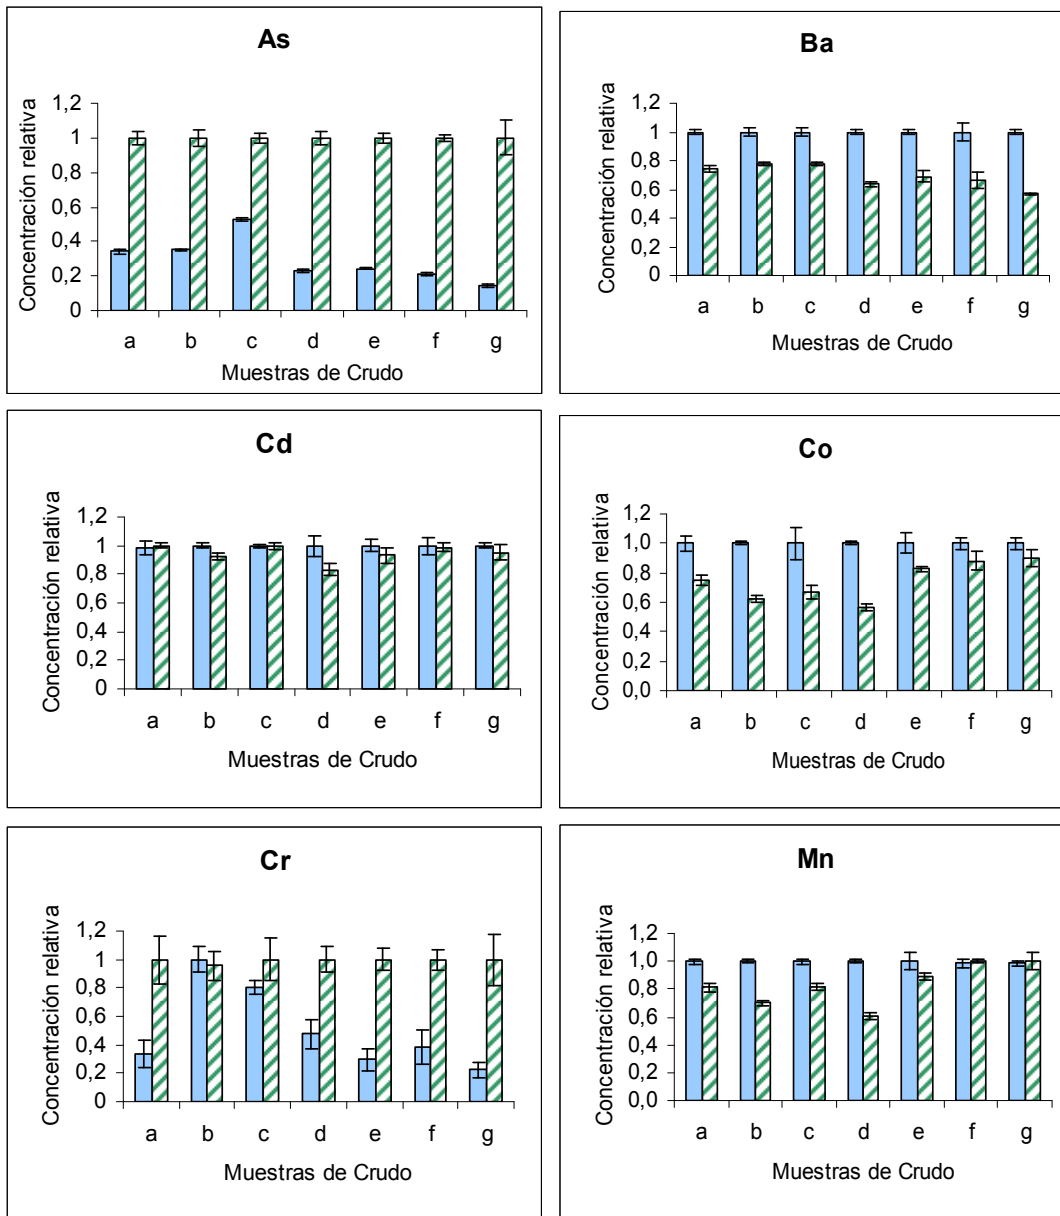 As
Concentración relativa
1,2
1
0,8
0,6
0,4
0,2
0
a b c d e f g
Muestras de Crudo
Ba
Concentración relativa
1,2
1
0,8
0,6
0,4
0,2
0
a b c d e f g
Muestras de Crudo
Cd
Concentración relativa
1,2
1
0,8
0,6
0,4
0,2
0
a b c d e f g
Muestras de Crudo
Co
Concentración relativa
1,2
1,0
0,8
0,6
0,4
0,2
0,0
a b c d e f g
Muestras de Crudo
Cr
Concentración relativa
1,2
1
0,8
0,6
0,4
0,2
0
a b c d e f g
Muestras de Crudo
Mn
Concentración relativa
1,2
1,0
0,8
0,6
0,4
0,2
0,0
a b c d e f g
Muestras de Crudo